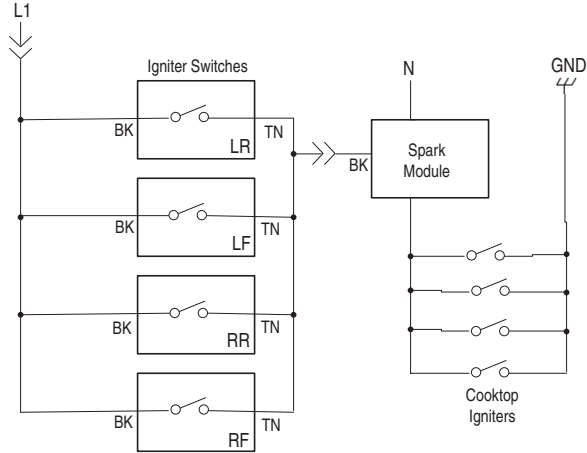 L1
Igniter Switches
N
GND
BK
TN
LR
BK
Spark
Module
BK
TN
LF
BK
TN
RR
BK
TN
RF
Cooktop
Igniters